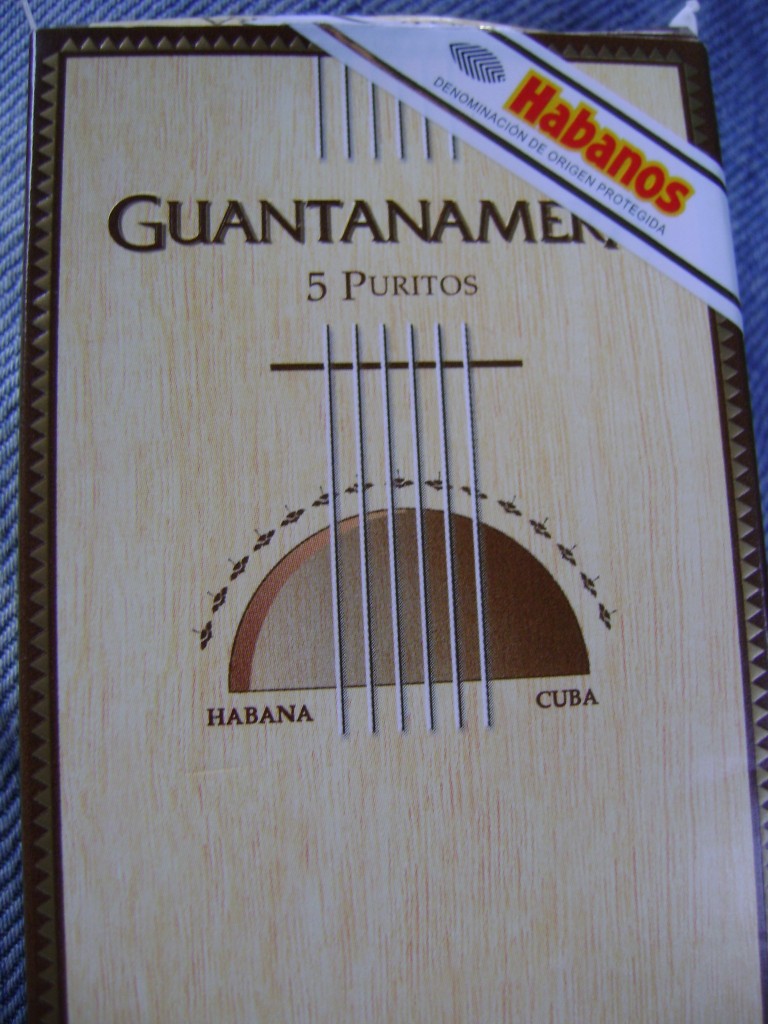 Habanos
DENOMINACIÓN DE ORIGEN PROTEGIDA
GUANTANAMER
5 PURITOS
HABANA
CUBA